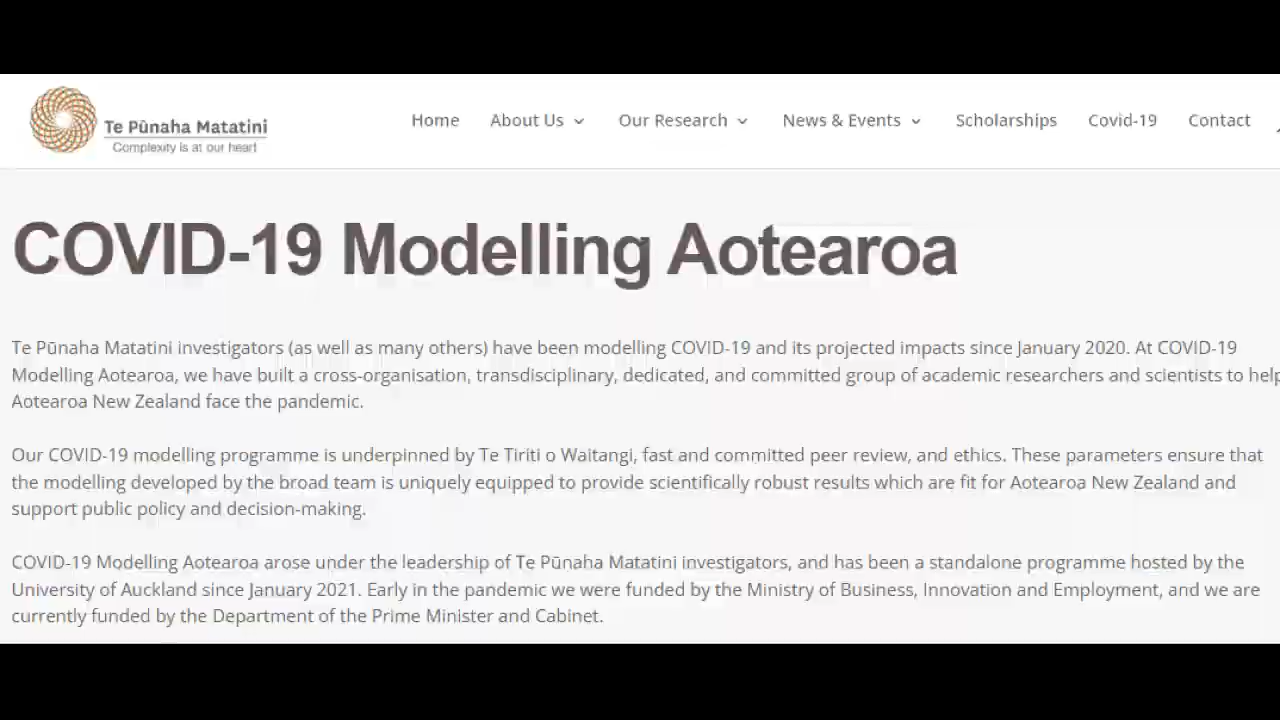 Te Pūnaha Matatini
Complexity is at our heart
Home About Us Our Research News & Events Scholarships Covid-19 Contact
COVID-19 Modelling Aotearoa
Te Pūnaha Matatini investigators (as well as many others) have been modelling COVID-19 and its projected impacts since January 2020. At COVID-19
Modelling Aotearoa, we have built a cross-organisation, transdisciplinary, dedicated, and committed group of academic researchers and scientists to help
Aotearoa New Zealand face the pandemic.
Our COVID-19 modelling programme is underpinned by Te Tiriti o Waitangi, fast and committed peer review, and ethics. These parameters ensure that
the modelling developed by the broad team is uniquely equipped to provide scientifically robust results which are fit for Aotearoa New Zealand and
support public policy and decision-making.
COVID-19 Modelling Aotearoa arose under the leadership of Te Pūnaha Matatini investigators, and has been a standalone programme hosted by the
University of Auckland since January 2021. Early in the pandemic we were funded by the Ministry of Business, Innovation and Employment, and we are
currently funded by the Department of the Prime Minister and Cabinet.